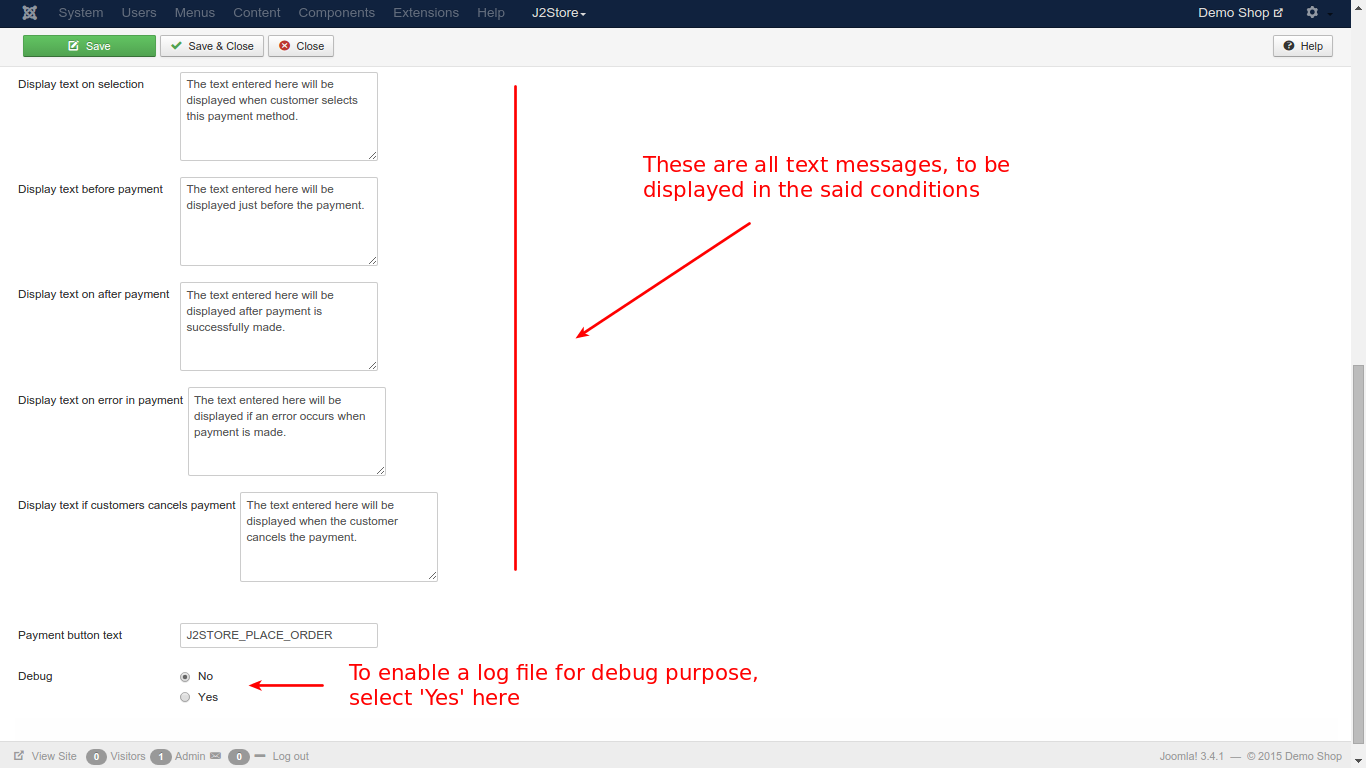 System Users Menus Content Components Extensions Help J2Store Demo Shop
Save Save & Close Close Help
Display text on selection
The text entered here will be
displayed when customer selects
this payment method.
These are all text messages, to be
displayed in the said conditions
Display text before payment
The text entered here will be
displayed just before the payment.
Display text on after payment
The text entered here will be
displayed after payment is
successfully made.
Display text on error in payment
The text entered here will be
displayed if an error occurs when
payment is made.
Display text if customers cancels payment
The text entered here will be
displayed when the customer
cancels the payment.
Payment button text J2STORE_PLACE_ORDER
Debug
No
Yes
To enable a log file for debug purpose,
select 'Yes' here
View Site 0 Visitors 1 Admin 0 Log out Joomla! 3.4.1 — © 2015 Demo Shop